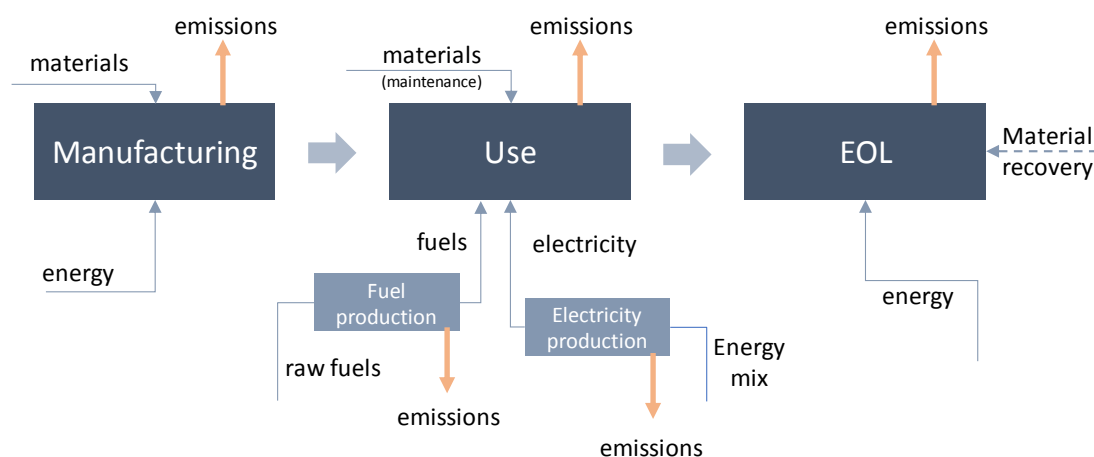 emissions
emissions
emissions
materials
materials
(maintenance)
Manufacturing
Use
EOL
Material
recovery
fuels
electricity
energy
energy
Fuel
production
Electricity
production
raw fuels
Energy
mix
emissions
emissions